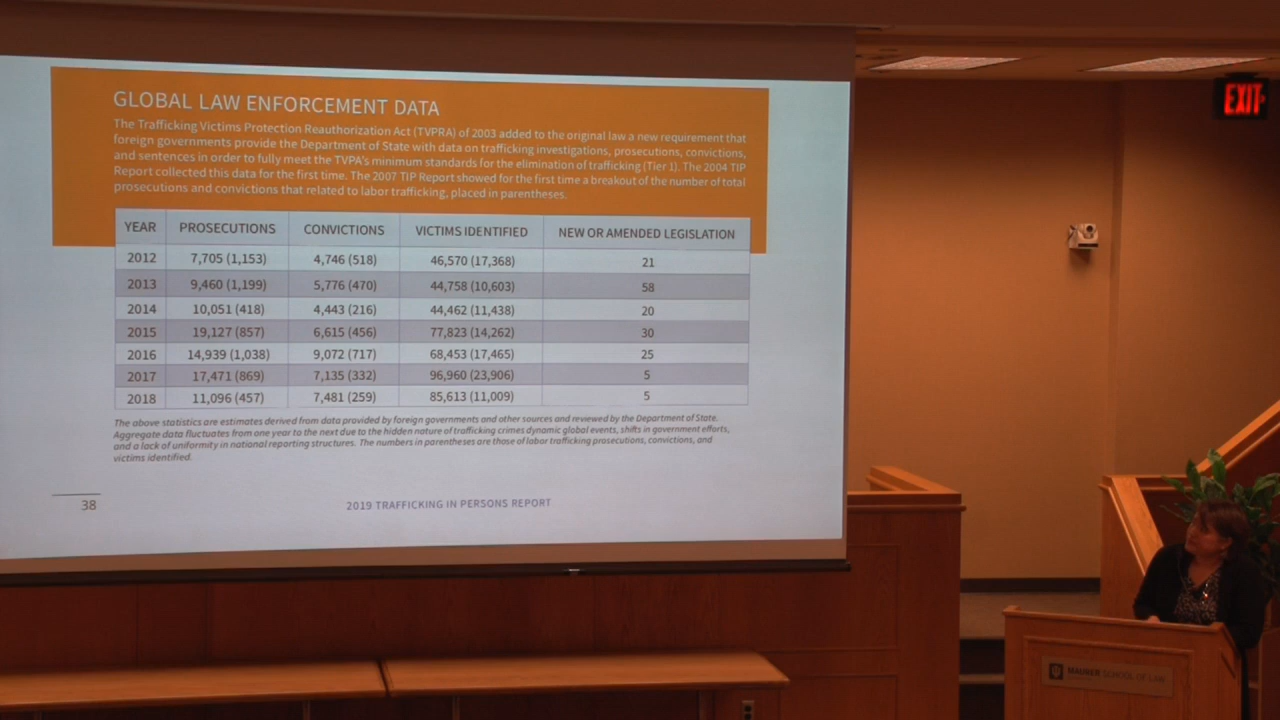 GLOBAL LAW ENFORCEMENT DATA
The Trafficking Victims Protection Reauthorization Act (TVPRA) of 2003 added to the original law a new requirement that
foreign governments provide the Department of State with data on trafficking investigations, prosecutions, convictions,
and sentences in order to fully meet the TVPA's minimum standards for the elimination of trafficking (Tier 1). The 2004 TIP
Report collected this data for the first time. The 2007 TIP Report showed for the first time a breakout of the number of total
prosecutions and convictions that related to labor trafficking, placed in parentheses.
YEAR PROSECUTIONS CONVICTIONS VICTIMS IDENTIFIED NEW OR AMENDED LEGISLATION
2012 7,705 (1,153) 4,746 (518) 46,570 (17,368) 21
2013 9,460 (1,199) 5,776 (470) 44,758 (10,603) 58
2014 10,051 (418) 4,443 (216) 44,462 (11,438) 20
2015 19,127 (857) 6,615 (456) 77,823 (14,262) 30
2016 14,939 (1,038) 9,072 (717) 68,453 (17,465) 25
2017 17,471 (869) 7,135 (332) 96,960 (23,906) 5
2018 11,096 (457) 7,481 (259) 85,613 (11,009) 5
The above statistics are estimates derived from data provided by foreign governments and other sources and reviewed by the Department of State.
Aggregate data fluctuates from one year to the next due to the hidden nature of trafficking crimes dynamic global events, shifts in government efforts,
and a lack of uniformity in national reporting structures. The numbers in parentheses are those of labor trafficking prosecutions, convictions, and
victims identified.
38 2019 TRAFFICKING IN PERSONS REPORT
EXIT
MAURER SCHOOL OF LAW